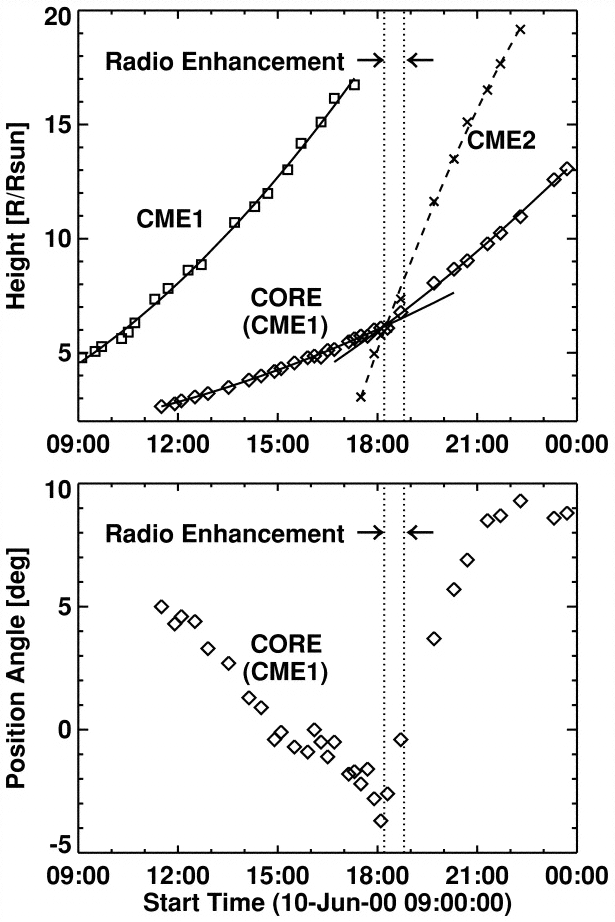 20
Radio Enhancement
15
CME2
CME1
10
CORE
(CME1)
5
Height [R/Rsun]
09:00 12:00 15:00 18:00 21:00 00:00
10
Radio Enhancement
5
CORE
(CME1)
0
-5
Position Angle [deg]
09:00 12:00 15:00 18:00 21:00 00:00
Start Time (10-Jun-00 09:00:00)